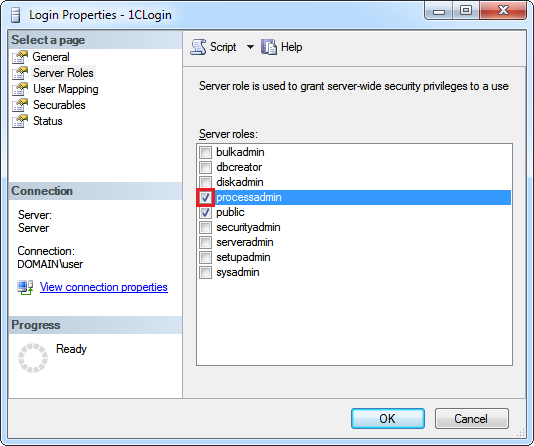 Login Properties - 1CLogin
Select a page
General
Server Roles
User Mapping
Securables
Status
Script
Help
Server role is used to grant server-wide security privileges to a use
Server roles:
bulkadmin
dbcreator
diskadmin
processadmin
public
securityadmin
serveradmin
setupadmin
sysadmin
Connection
Server:
Server
Connection:
DOMAIN\user
View connection properties
Progress
Ready
OK
Cancel